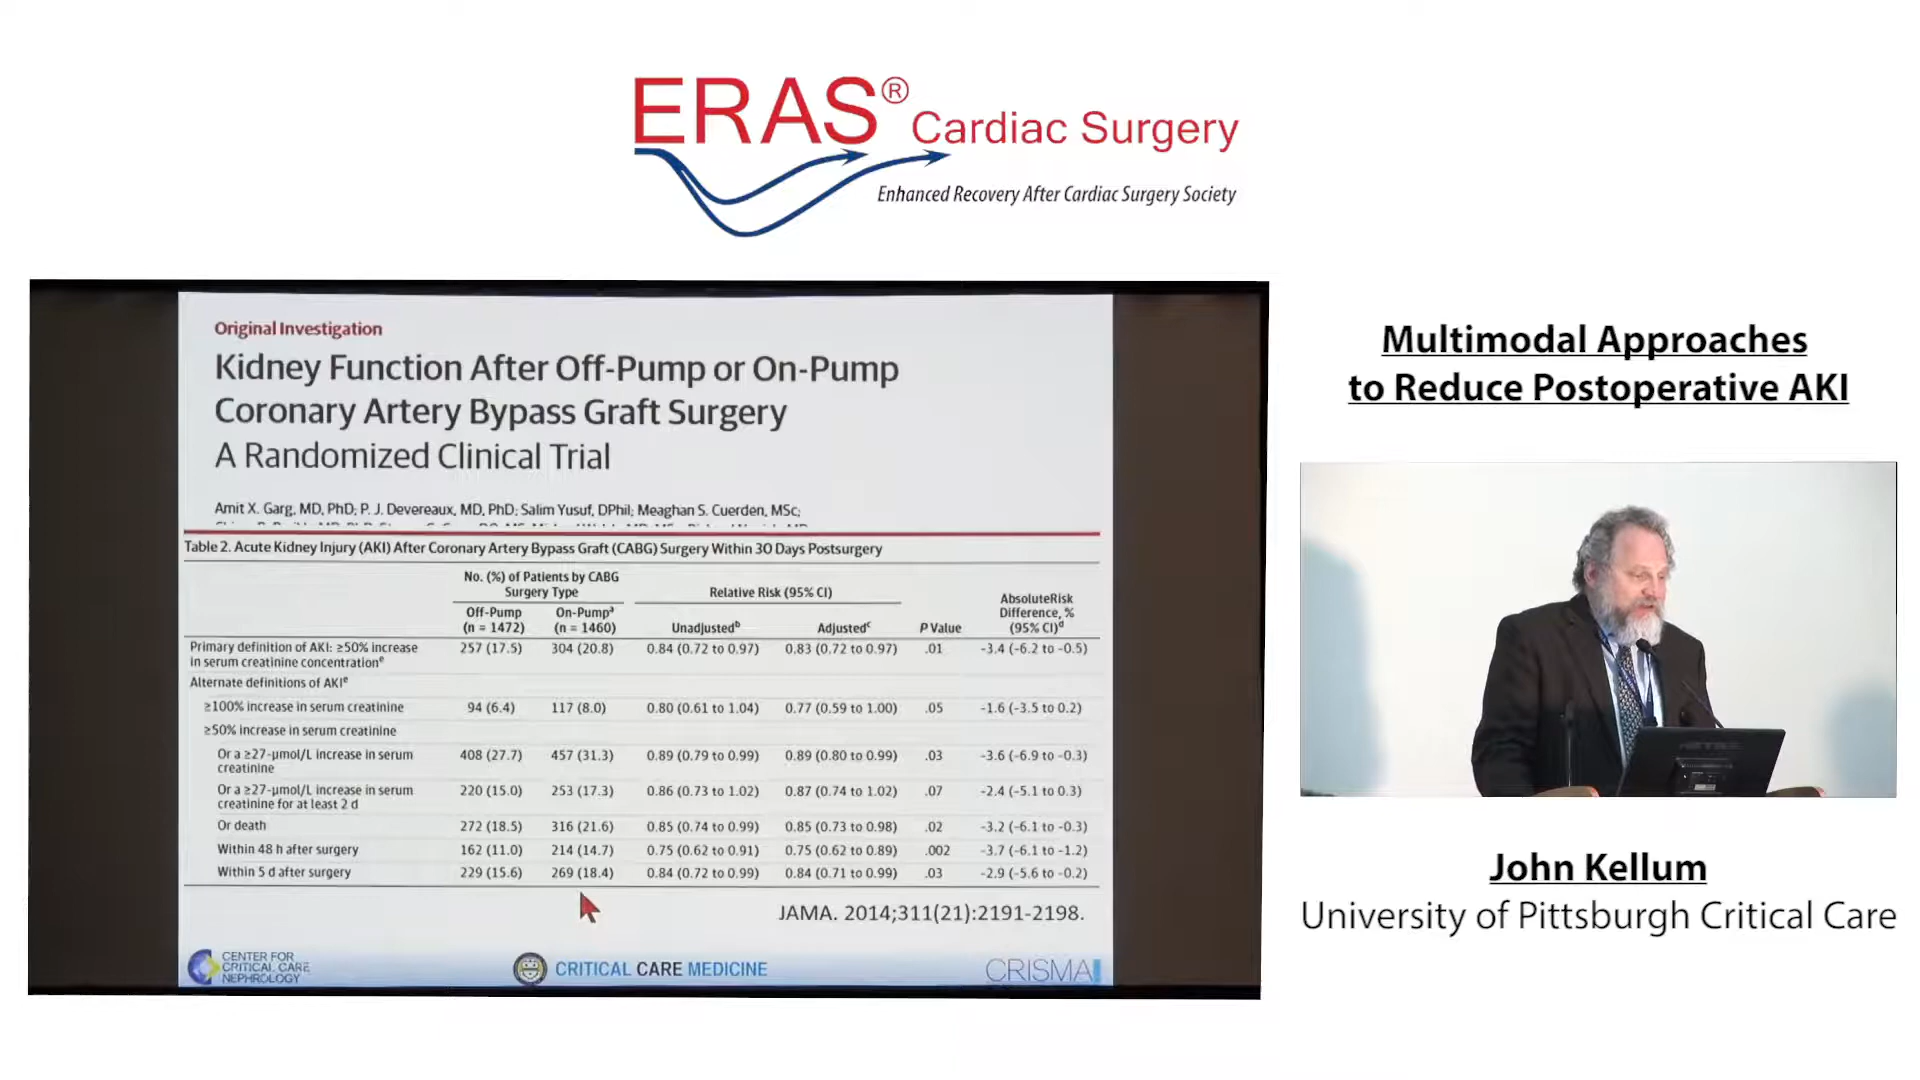 ERAS® Cardiac Surgery
Enhanced Recovery After Cardiac Surgery Society
Original Investigation
Kidney Function After Off-Pump or On-Pump
Coronary Artery Bypass Graft Surgery
A Randomized Clinical Trial
Amit X. Garg, MD, PhD; P. J. Devereaux, MD, PhD; Salim Yusuf, DPhil; Meaghan S. Cuerden, MSc;
Table 2. Acute Kidney Injury (AKI) After Coronary Artery Bypass Graft (CABG) Surgery Within 30 Days Postsurgery
No. (%) of Patients by CABG
Surgery Type
Relative Risk (95% CI)
AbsoluteRisk
Difference, %
(95% CI)d
Off-Pump
(n = 1472)
On-Pumpa
(n = 1460)
Unadjustedb
Adjustedc
P Value
Primary definition of AKI: ≥50% increase
in serum creatinine concentratione
257 (17.5) 304 (20.8) 0.84 (0.72 to 0.97) 0.83 (0.72 to 0.97) .01 -3.4 (-6.2 to -0.5)
Alternate definitions of AKIe
≥100% increase in serum creatinine 94 (6.4) 117 (8.0) 0.80 (0.61 to 1.04) 0.77 (0.59 to 1.00) .05 -1.6 (-3.5 to 0.2)
≥50% increase in serum creatinine
Or a ≥27-μmol/L increase in serum
creatinine
408 (27.7) 457 (31.3) 0.89 (0.79 to 0.99) 0.89 (0.80 to 0.99) .03 -3.6 (-6.9 to -0.3)
Or a ≥27-μmol/L increase in serum
creatinine for at least 2 d
220 (15.0) 253 (17.3) 0.86 (0.73 to 1.02) 0.87 (0.74 to 1.02) .07 -2.4 (-5.1 to 0.3)
Or death 272 (18.5) 316 (21.6) 0.85 (0.74 to 0.99) 0.85 (0.73 to 0.98) .02 -3.2 (-6.1 to -0.3)
Within 48 h after surgery 162 (11.0) 214 (14.7) 0.75 (0.62 to 0.91) 0.75 (0.62 to 0.89) .002 -3.7 (-6.1 to -1.2)
Within 5 d after surgery 229 (15.6) 269 (18.4) 0.84 (0.72 to 0.99) 0.84 (0.71 to 0.99) .03 -2.9 (-5.6 to -0.2)
JAMA. 2014;311(21):2191-2198.
CENTER FOR
CRITICAL CARE
NEPHROLOGY
CRITICAL CARE MEDICINE
CRISMA
Multimodal Approaches
to Reduce Postoperative AKI
John Kellum
University of Pittsburgh Critical Care